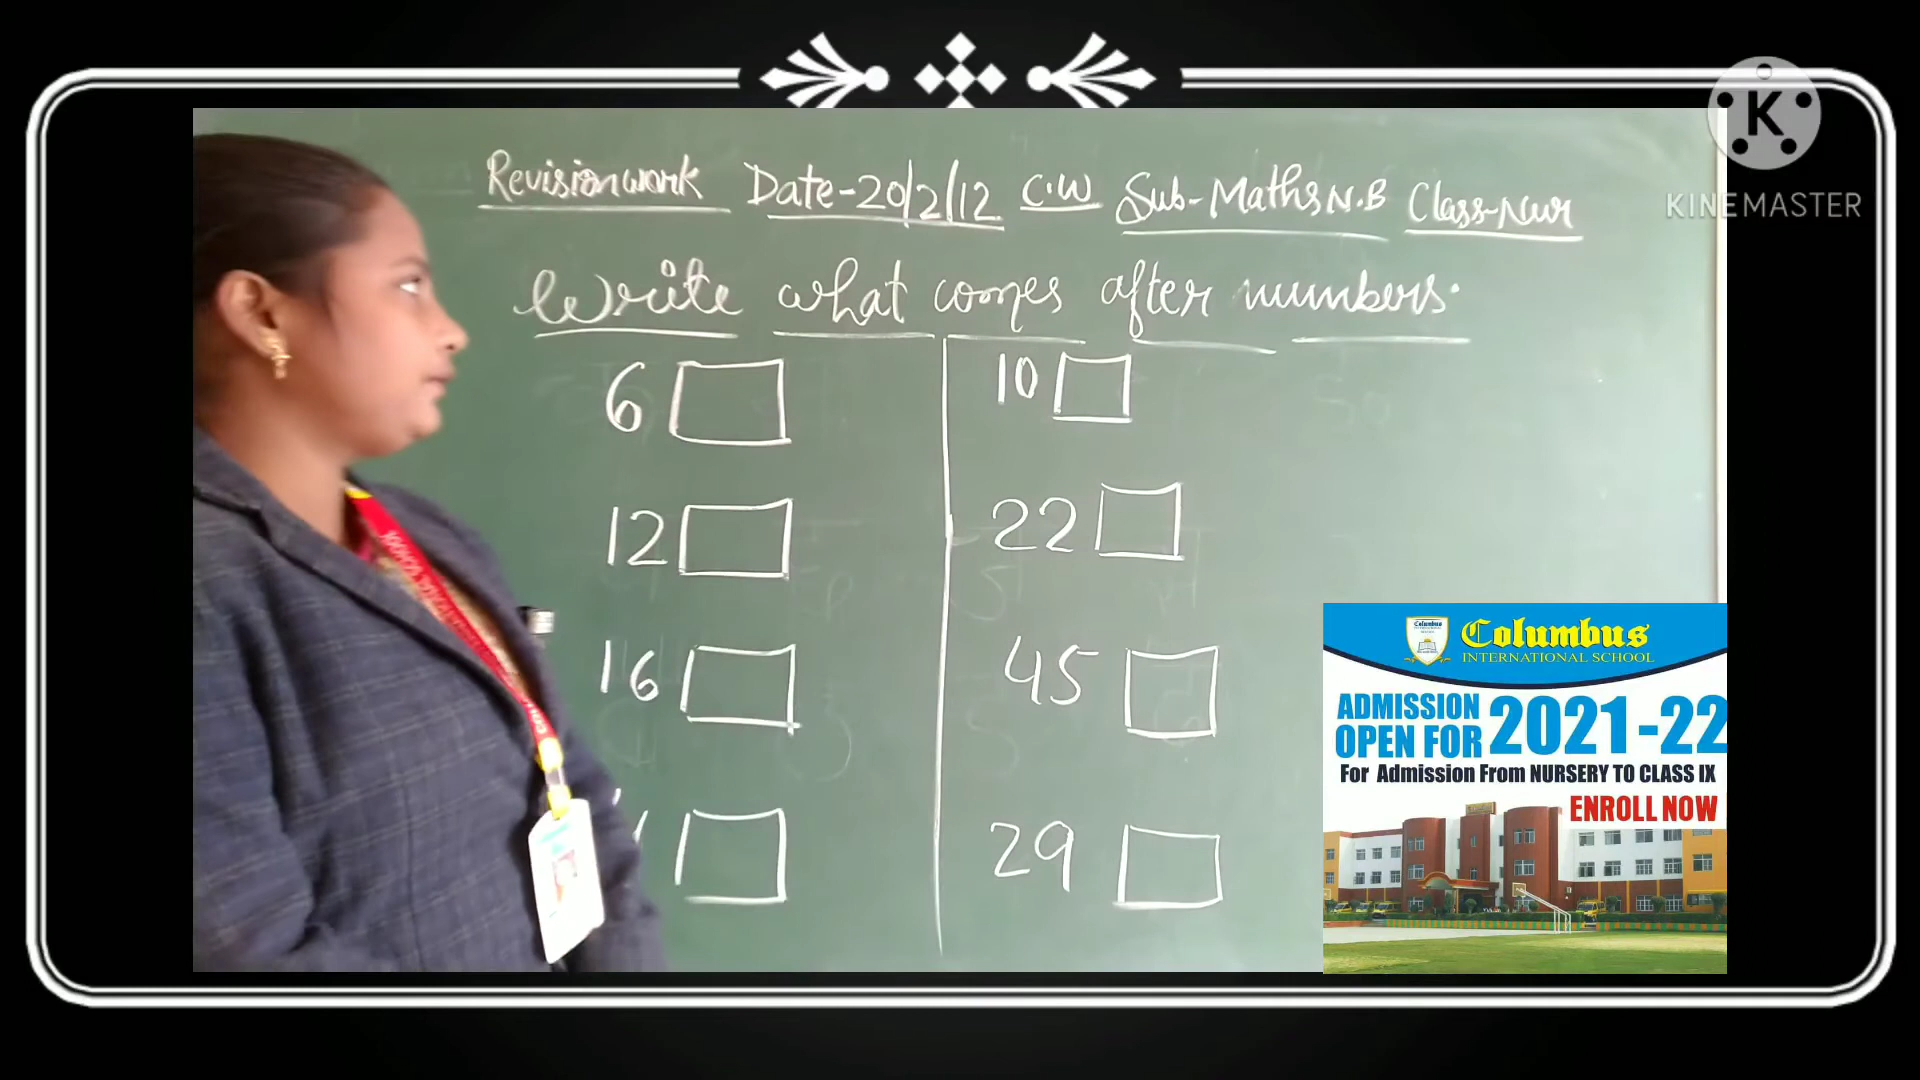 Revision work Date-20/2/12 C.W Sub-Maths N.B Class-Nur
Write what comes after numbers.
6
10
12
22
16
45
29
K
KINEMASTER
Columbus
INTERNATIONAL SCHOOL
ADMISSION
OPEN FOR 2021-22
For Admission From NURSERY TO CLASS IX
ENROLL NOW